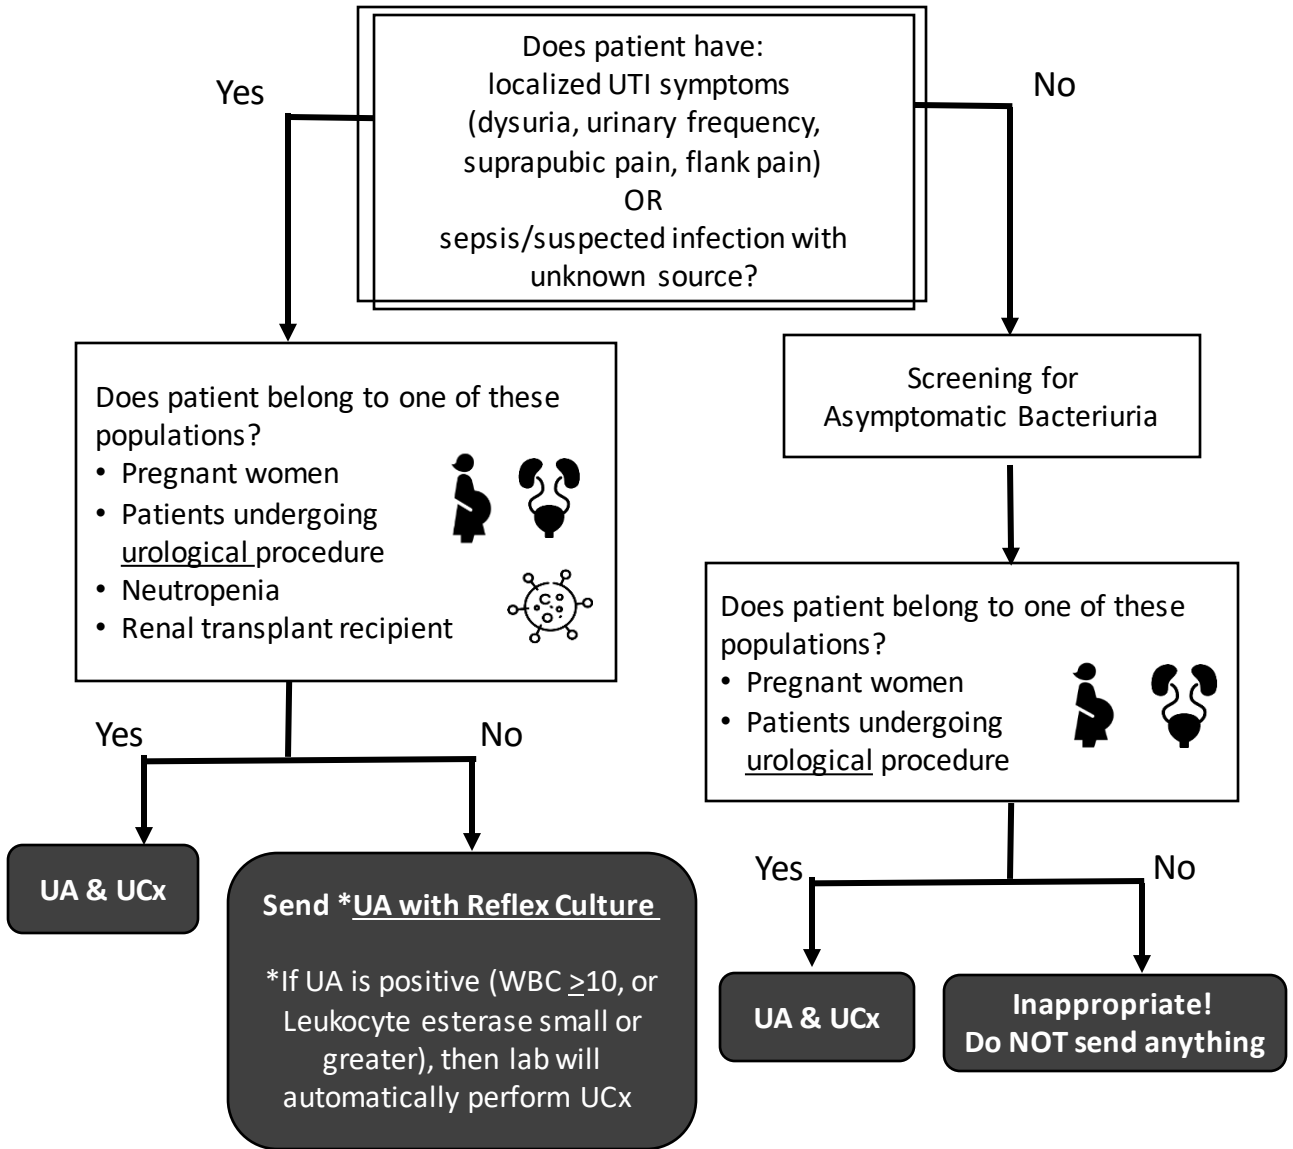 Does patient have:
localized UTI symptoms
(dysuria, urinary frequency,
suprapubic pain, flank pain)
OR
sepsis/suspected infection with
unknown source?
Yes
No
Does patient belong to one of these
populations?
• Pregnant women
• Patients undergoing
urological procedure
• Neutropenia
• Renal transplant recipient
Screening for
Asymptomatic Bacteriuria
Does patient belong to one of these
populations?
• Pregnant women
• Patients undergoing
urological procedure
Yes
No
UA & UCx
Send *UA with Reflex Culture
*If UA is positive (WBC ≥10, or
Leukocyte esterase small or
greater), then lab will
automatically perform UCx
Yes
No
UA & UCx
Inappropriate!
Do NOT send anything